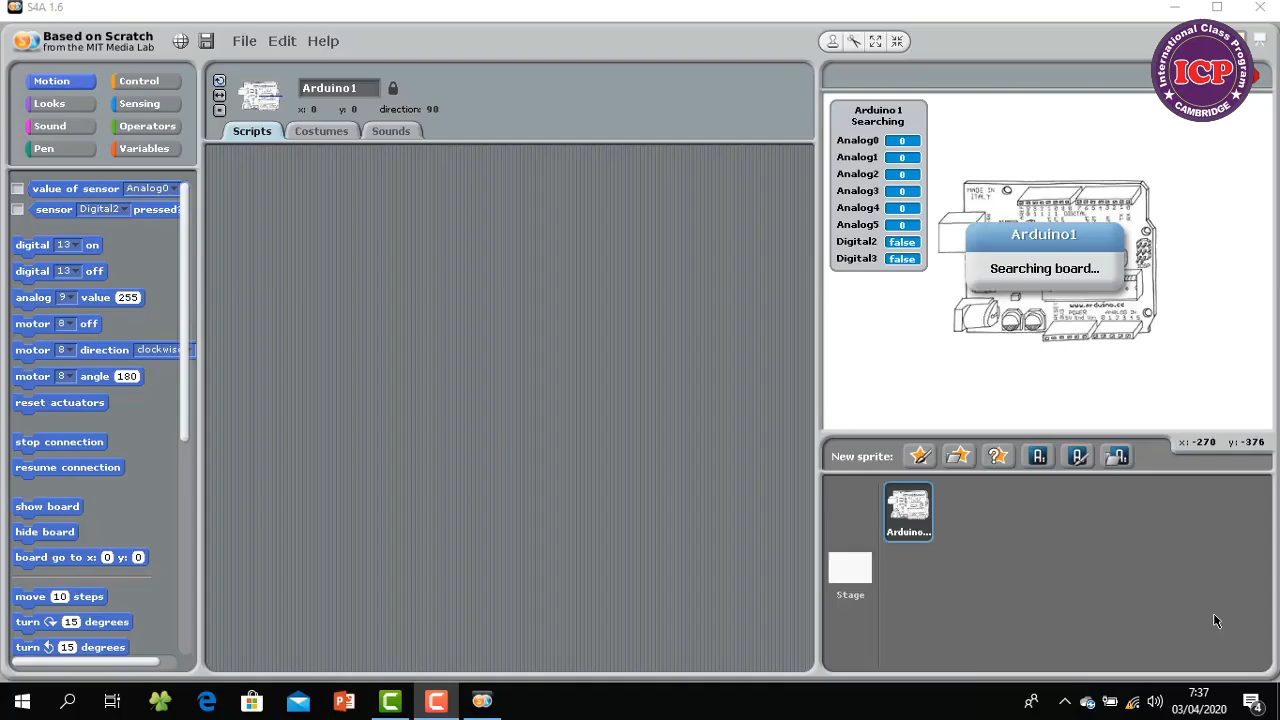 S4A 1.6
Based on Scratch
from the MIT Media Lab
File Edit Help
International Class Program
ICP
CAMBRIDGE
Motion Control
Looks Sensing
Sound Operators
Pen Variables
Arduino1
x: 0 y: 0 direction: 90
Scripts Costumes Sounds
value of sensor Analog0
sensor Digital2 pressed?
digital 13 on
digital 13 off
analog 9 value 255
motor 8 off
motor 8 direction clockwise
motor 8 angle 180
reset actuators
stop connection
resume connection
show board
hide board
board go to x: 0 y: 0
move 10 steps
turn 15 degrees
turn 15 degrees
Arduino1
Searching
Analog0 0
Analog1 0
Analog2 0
Analog3 0
Analog4 0
Analog5 0
Digital2 false
Digital3 false
MADE IN
ITALY
DIGITAL
Arduino1
Searching board...
www.arduino.cc
POWER ANALOG IN
x: -270 y: -376
New sprite:
Arduino...
Stage
7:37
03/04/2020
4